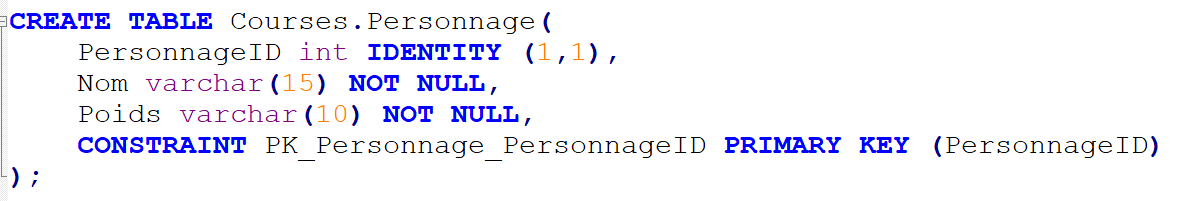 CREATE TABLE Courses.Personnage(
    PersonnageID int IDENTITY (1,1),
    Nom varchar(15) NOT NULL,
    Poids varchar(10) NOT NULL,
    CONSTRAINT PK_Personnage_PersonnageID PRIMARY KEY (PersonnageID)
);